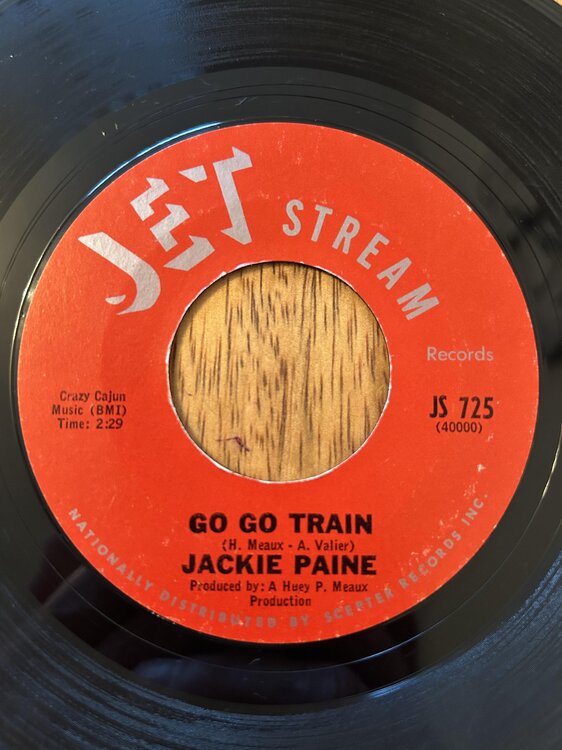 JET STREAM
Records
Crazy Cajun
Music (BMI)
Time: 2:29
JS 725
(40000)
GO GO TRAIN
(H. Meaux - A. Valier)
JACKIE PAINE
Produced by: A Huey P. Meaux
Production
NATIONALLY DISTRIBUTED BY SCEPTER RECORDS INC.